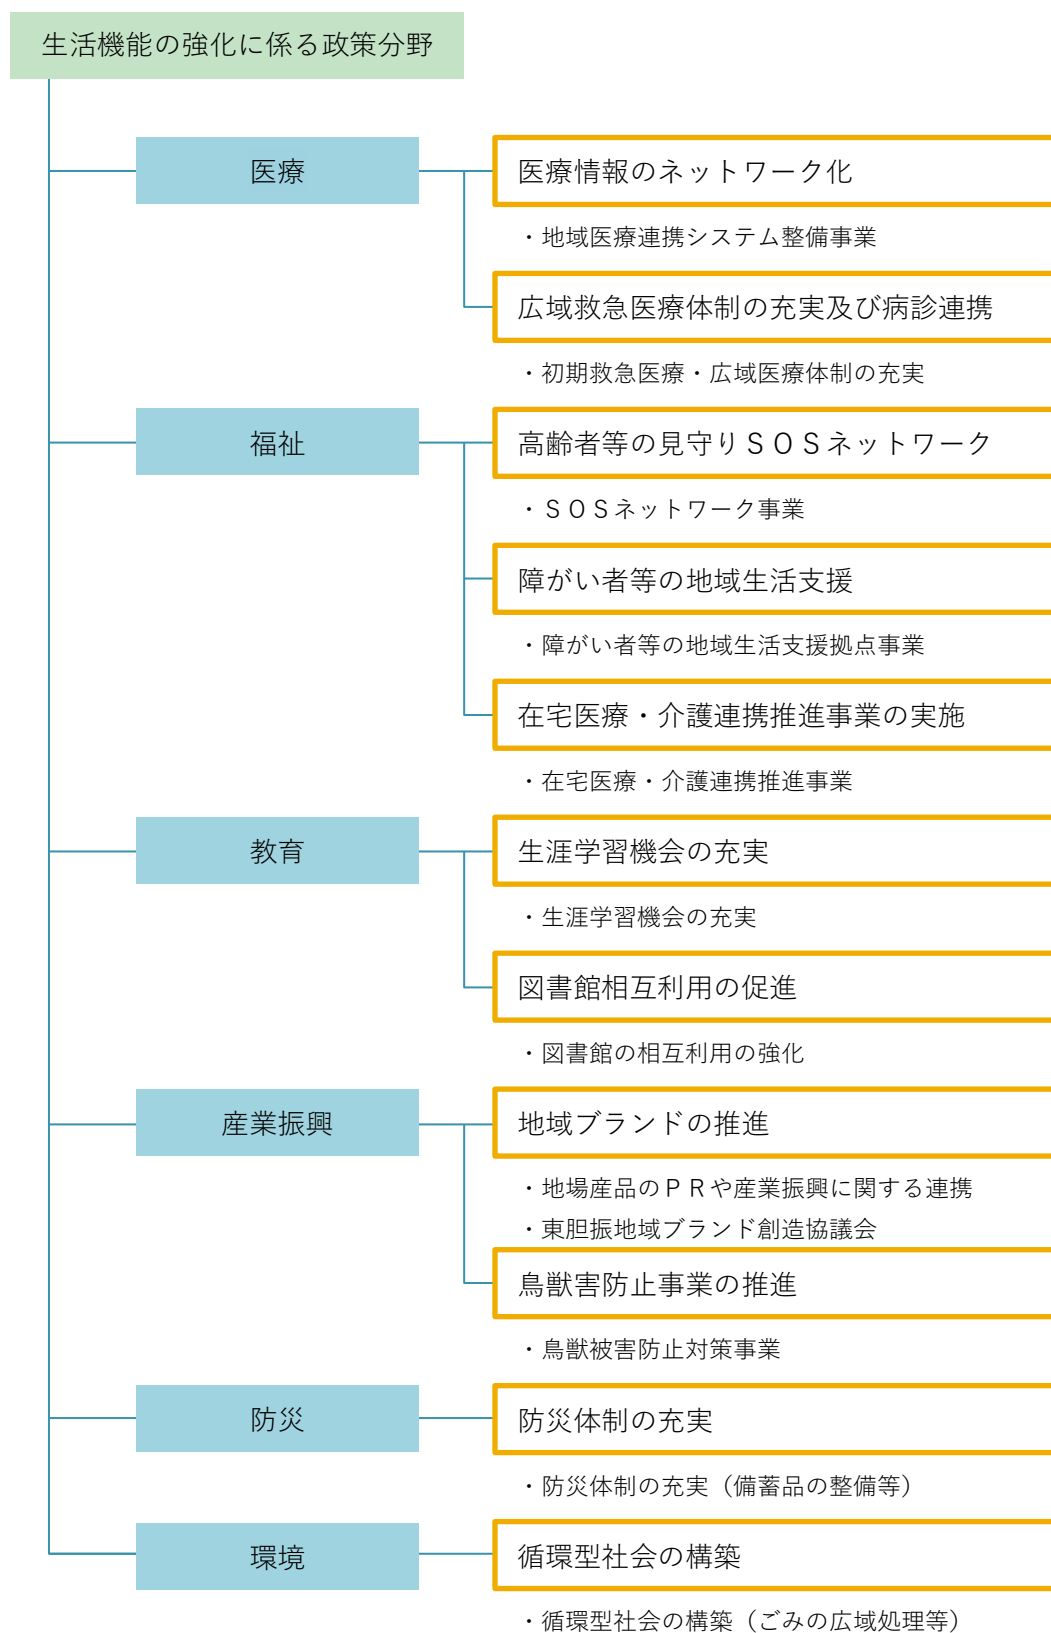 生活機能の強化に係る政策分野
医療
医療情報のネットワーク化
・地域医療連携システム整備事業
広域救急医療体制の充実及び病診連携
・初期救急医療・広域医療体制の充実
福祉
高齢者等の見守りＳＯＳネットワーク
・ＳＯＳネットワーク事業
障がい者等の地域生活支援
・障がい者等の地域生活支援拠点事業
在宅医療・介護連携推進事業の実施
・在宅医療・介護連携推進事業
教育
生涯学習機会の充実
・生涯学習機会の充実
図書館相互利用の促進
・図書館の相互利用の強化
産業振興
地域ブランドの推進
・地場産品のＰＲや産業振興に関する連携
・東胆振地域ブランド創造協議会
鳥獣害防止事業の推進
・鳥獣被害防止対策事業
防災
防災体制の充実
・防災体制の充実（備蓄品の整備等）
環境
循環型社会の構築
・循環型社会の構築（ごみの広域処理等）